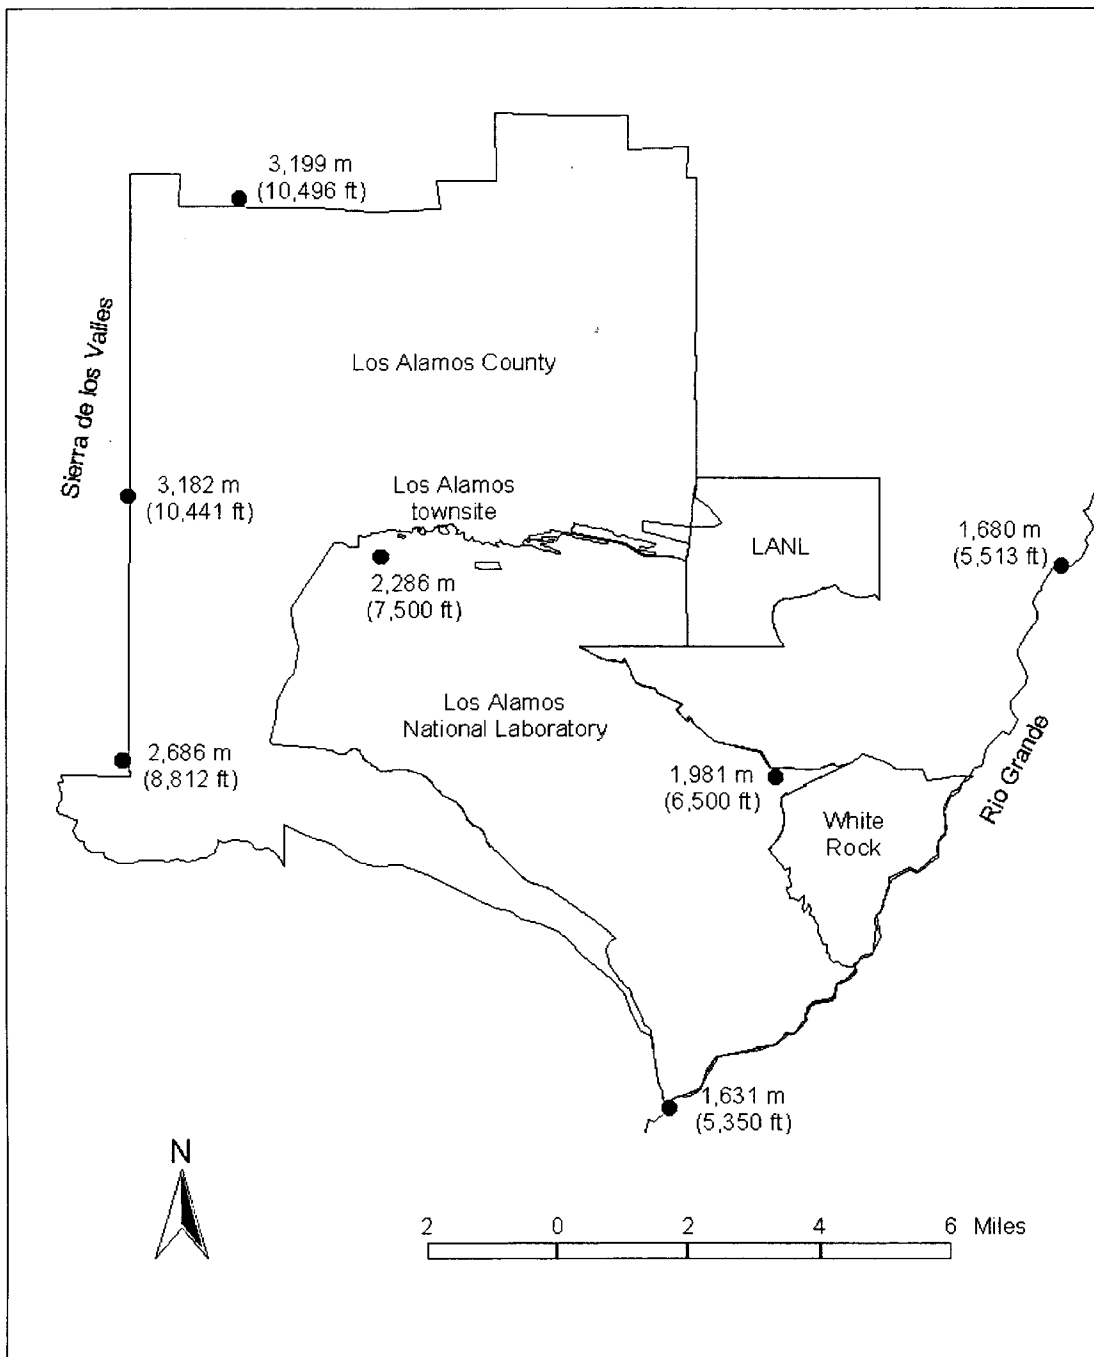 3,199 m
(10,496 ft)
Sierra de los Valles
Los Alamos County
3,182 m
(10,441 ft)
Los Alamos
townsite
LANL
1,680 m
(5,513 ft)
2,286 m
(7,500 ft)
Los Alamos
National Laboratory
2,686 m
(8,812 ft)
1,981 m
(6,500 ft)
Rio Grande
White
Rock
1,631 m
(5,350 ft)
N
2 0 2 4 6 Miles